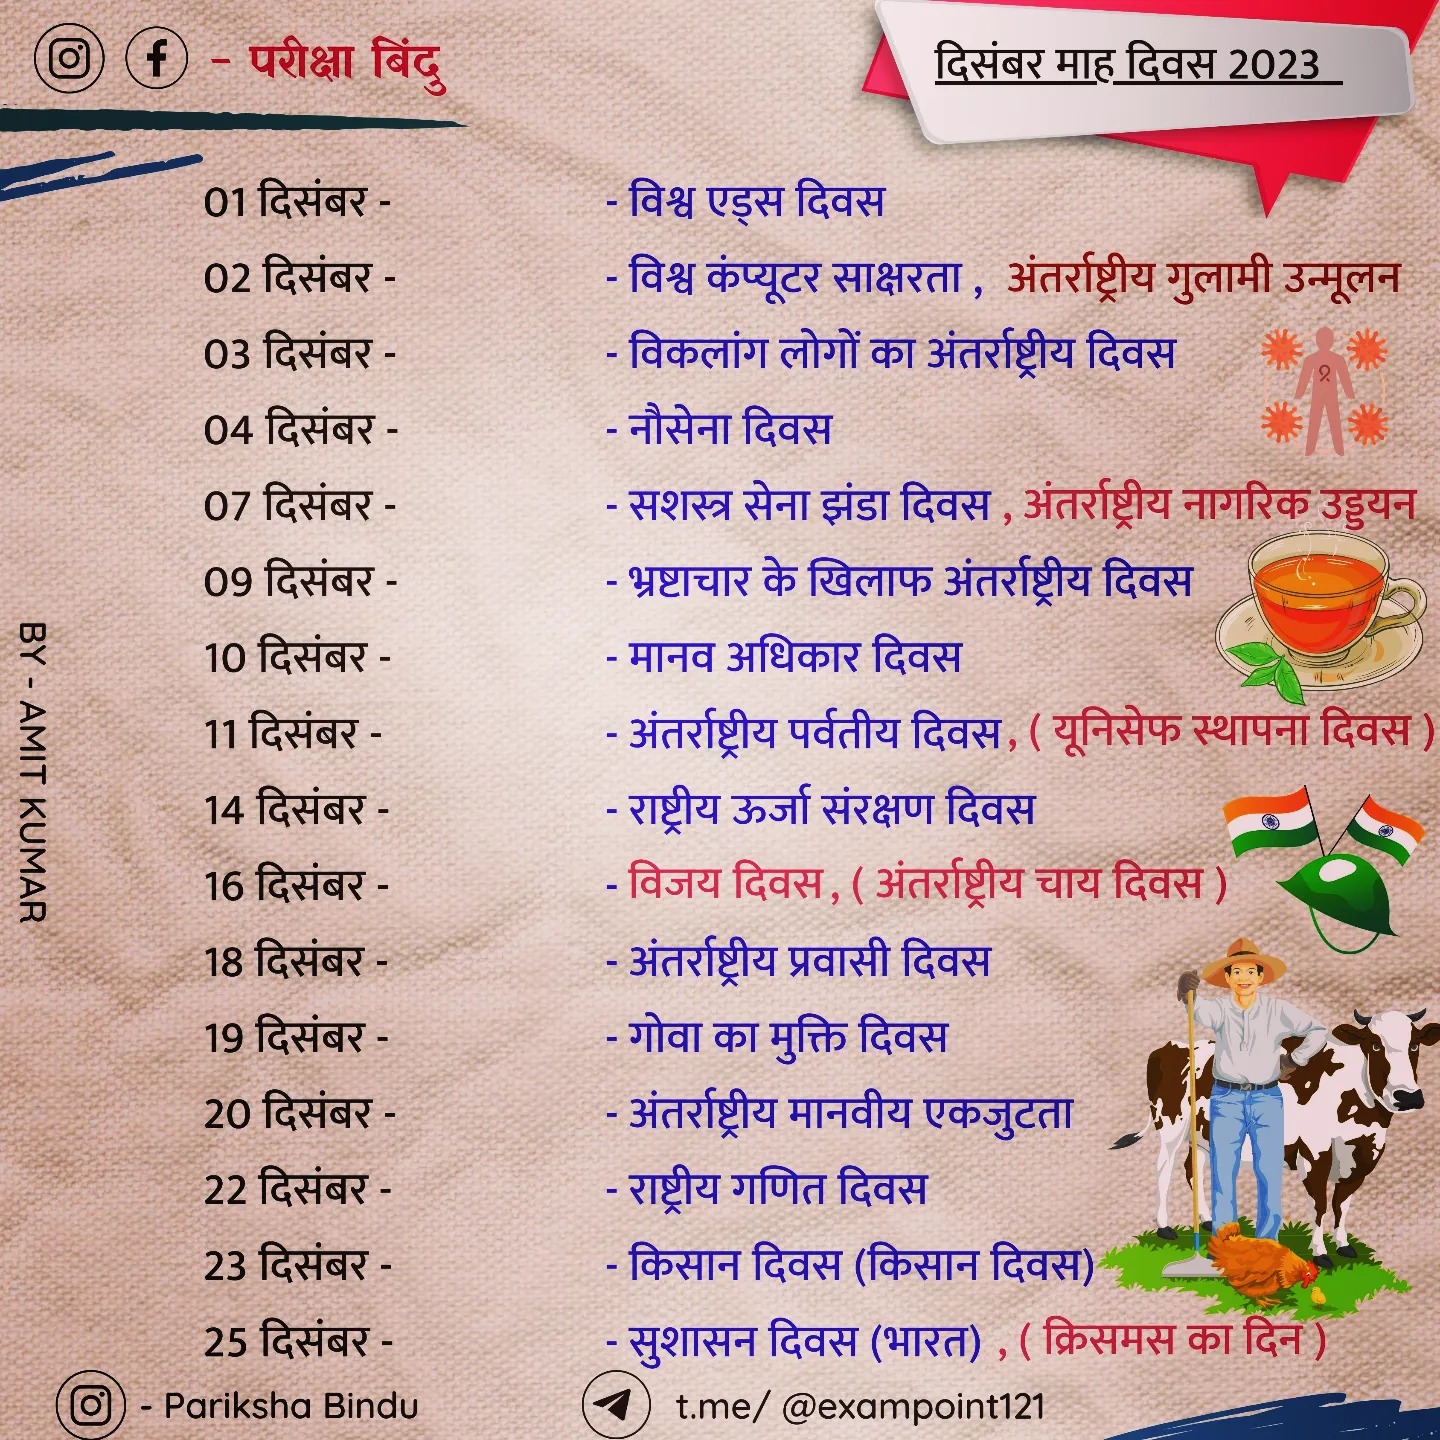 - परीक्षा बिंदु
दिसंबर माह दिवस 2023
01 दिसंबर - - विश्व एड्स दिवस
02 दिसंबर - - विश्व कंप्यूटर साक्षरता , अंतर्राष्ट्रीय गुलामी उन्मूलन
03 दिसंबर - - विकलांग लोगों का अंतर्राष्ट्रीय दिवस
04 दिसंबर - - नौसेना दिवस
07 दिसंबर - - सशस्त्र सेना झंडा दिवस , अंतर्राष्ट्रीय नागरिक उड्डयन
09 दिसंबर - - भ्रष्टाचार के खिलाफ अंतर्राष्ट्रीय दिवस
10 दिसंबर - - मानव अधिकार दिवस
11 दिसंबर - - अंतर्राष्ट्रीय पर्वतीय दिवस , ( यूनिसेफ स्थापना दिवस )
14 दिसंबर - - राष्ट्रीय ऊर्जा संरक्षण दिवस
16 दिसंबर - - विजय दिवस , ( अंतर्राष्ट्रीय चाय दिवस )
18 दिसंबर - - अंतर्राष्ट्रीय प्रवासी दिवस
19 दिसंबर - - गोवा का मुक्ति दिवस
20 दिसंबर - - अंतर्राष्ट्रीय मानवीय एकजुटता
22 दिसंबर - - राष्ट्रीय गणित दिवस
23 दिसंबर - - किसान दिवस (किसान दिवस)
25 दिसंबर - - सुशासन दिवस (भारत) , ( क्रिसमस का दिन )
BY - AMIT KUMAR
- Pariksha Bindu
t.me/ @exampoint121